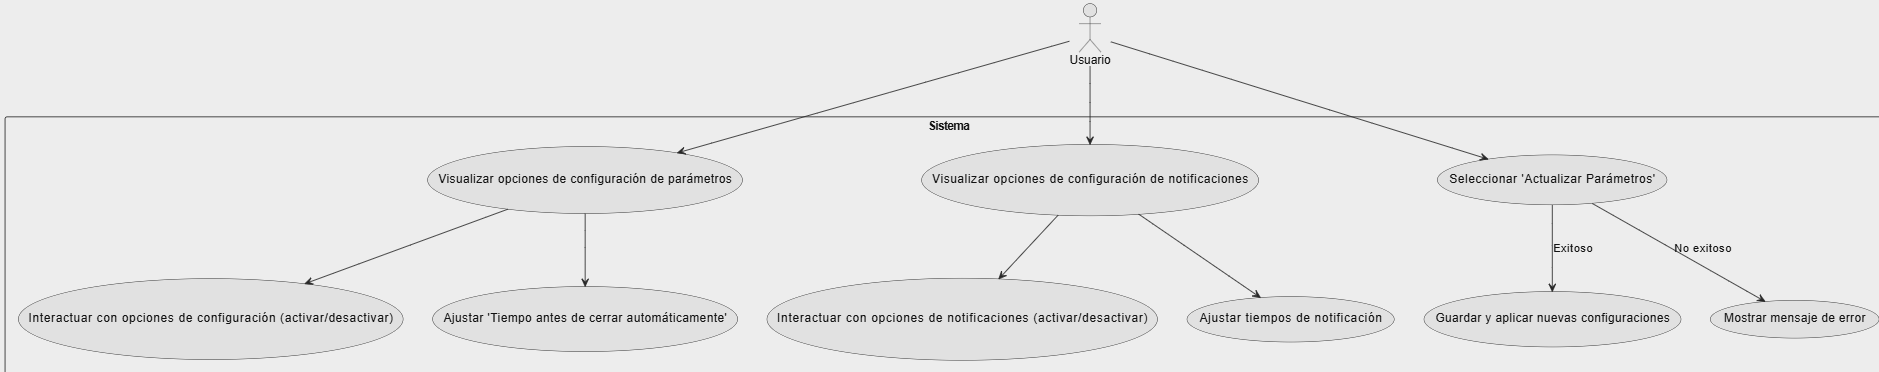 Usuario
Sistema
Visualizar opciones de configuración de parámetros
Visualizar opciones de configuración de notificaciones
Seleccionar 'Actualizar Parámetros'
Exitoso
No exitoso
Interactuar con opciones de configuración (activar/desactivar)
Ajustar 'Tiempo antes de cerrar automáticamente'
Interactuar con opciones de notificaciones (activar/desactivar)
Ajustar tiempos de notificación
Guardar y aplicar nuevas configuraciones
Mostrar mensaje de error